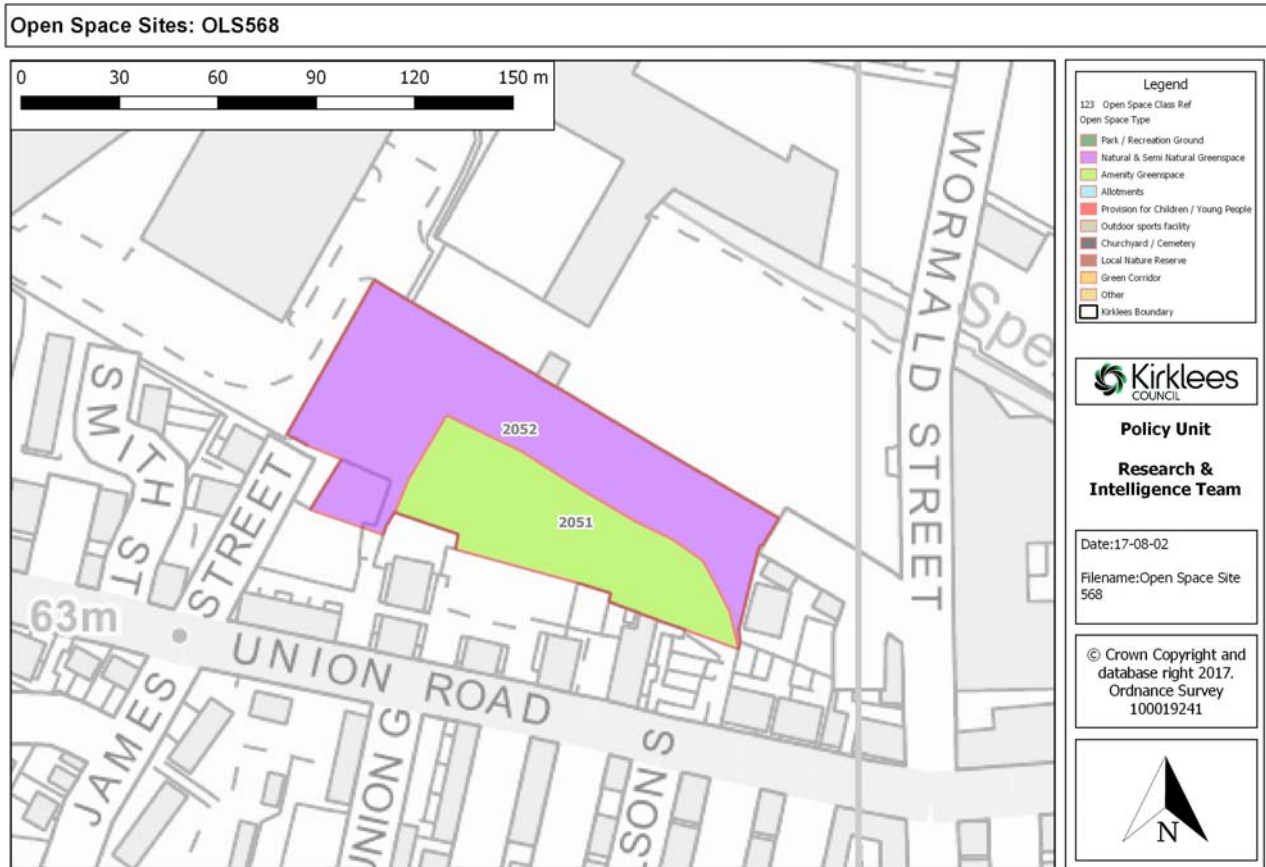 Open Space Sites: OLS568
0 30 60 90 120 150 m
WORMALD STREET
Spe
SMITHS ST
STREET
JAMES
63m
UNION ROAD
UNION G
LSON S
2052
2051
Legend
123 Open Space Class Ref
Open Space Type
Park / Recreation Ground
Natural & Semi Natural Greenspace
Amenity Greenspace
Allotments
Provision for Children / Young People
Outdoor sports facility
Churchyard / Cemetery
Local Nature Reserve
Green Corridor
Other
Kirklees Boundary
Kirklees
COUNCIL
Policy Unit
Research &
Intelligence Team
Date:17-08-02
Filename:Open Space Site
568
© Crown Copyright and
database right 2017.
Ordnance Survey
100019241
N